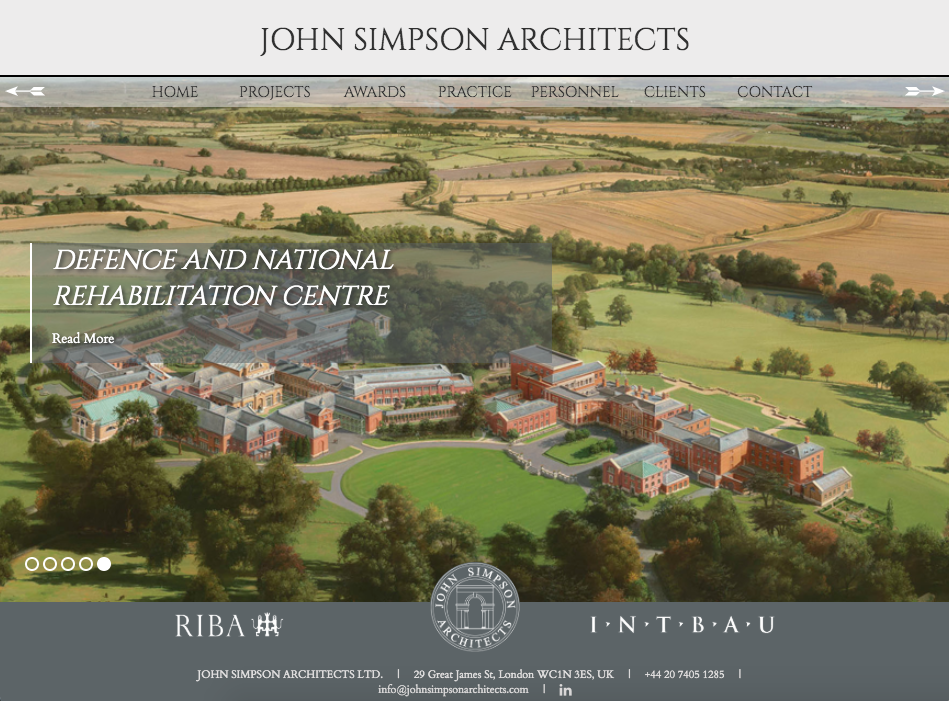 JOHN SIMPSON ARCHITECTS
HOME PROJECTS AWARDS PRACTICE PERSONNEL CLIENTS CONTACT
DEFENCE AND NATIONAL
REHABILITATION CENTRE
Read More
RIBA
JOHN SIMPSON ARCHITECTS
I·N·T·B·A·U
JOHN SIMPSON ARCHITECTS LTD. | 29 Great James St, London WC1N 3ES, UK | +44 20 7405 1285 |
info@johnsimpsonarchitects.com | in